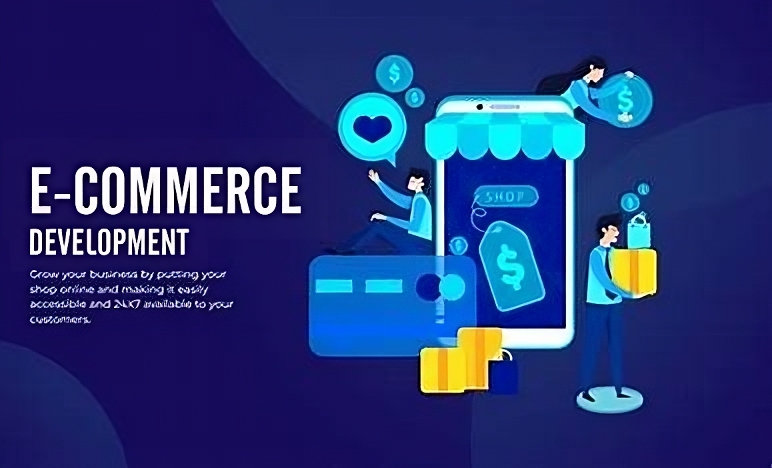 E-COMMERCE
DEVELOPMENT
Grow your business by putting your
shop online and making it easily
accessible and 24X7 available to your
customers.
SHOP
$
$
$